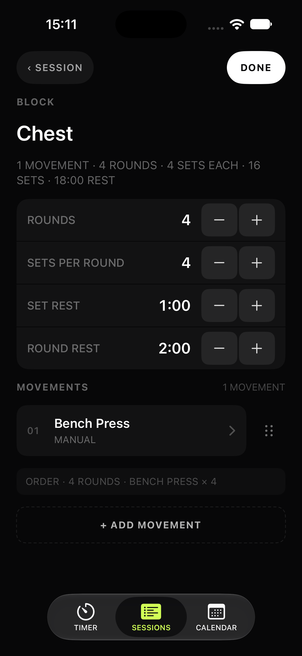 15:11
‹ SESSION
DONE
BLOCK
Chest
1 MOVEMENT · 4 ROUNDS · 4 SETS EACH · 16
SETS · 18:00 REST
ROUNDS 4 − +
SETS PER ROUND 4 − +
SET REST 1:00 − +
ROUND REST 2:00 − +
MOVEMENTS 1 MOVEMENT
01 Bench Press
MANUAL
ORDER · 4 ROUNDS · BENCH PRESS × 4
+ ADD MOVEMENT
TIMER SESSIONS CALENDAR